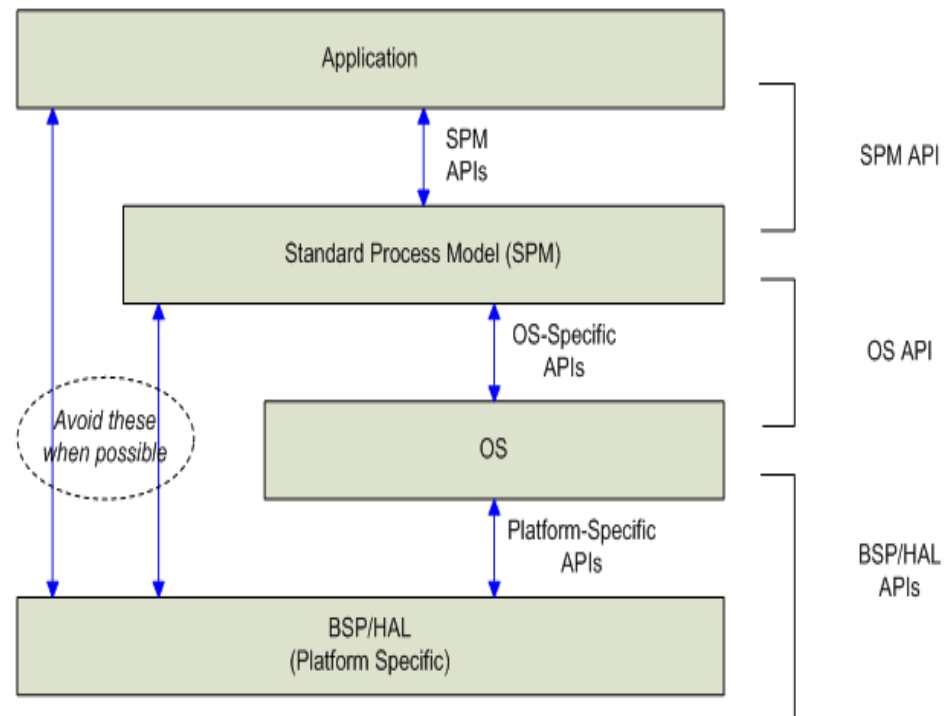 Application
SPM
APIs
SPM API
Standard Process Model (SPM)
OS-Specific
APIs
OS API
Avoid these
when possible
OS
Platform-Specific
APIs
BSP/HAL
APIs
BSP/HAL
(Platform Specific)